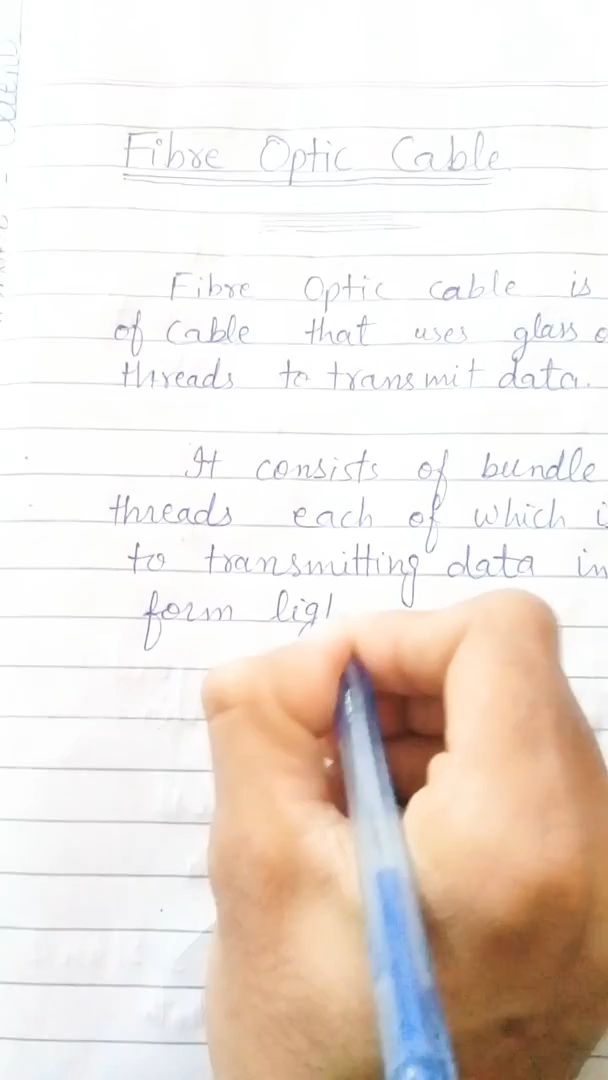 Fibre Optic Cable
Fibre Optic cable is
of cable that uses glass
threads to transmit data.
It consists of bundle
threads each of which
to transmitting data in
form lig